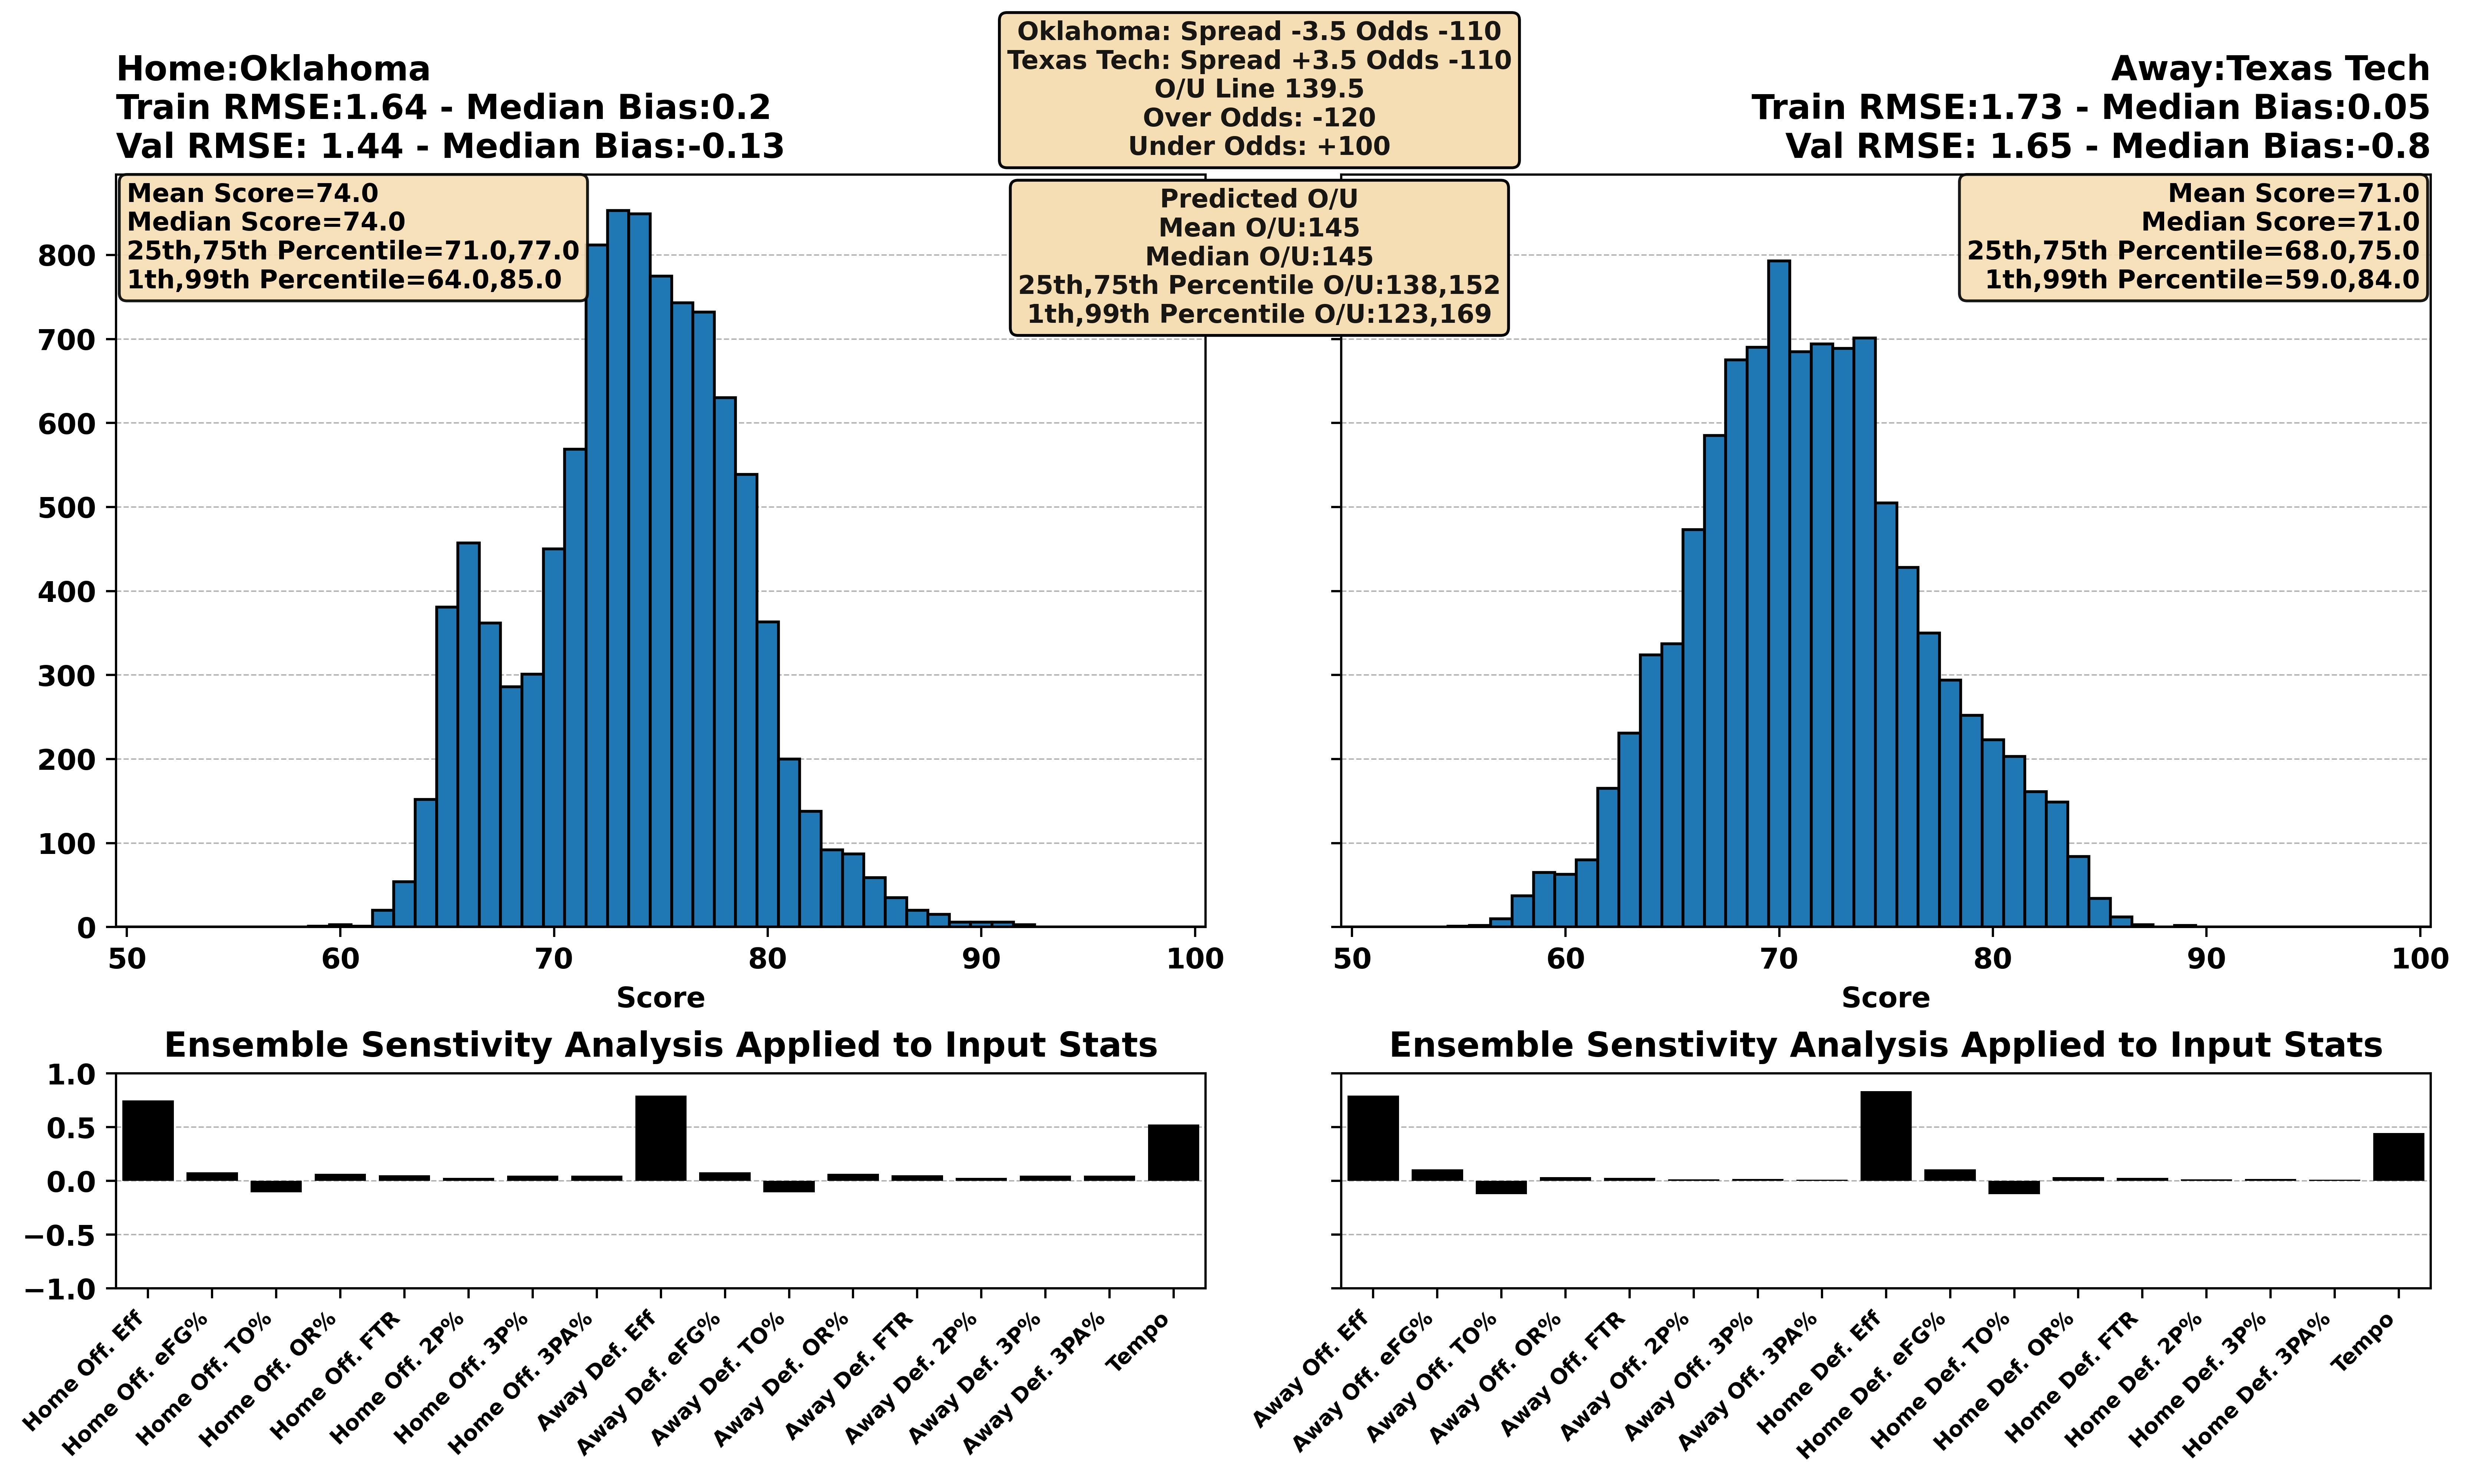 Oklahoma: Spread -3.5 Odds -110
Texas Tech: Spread +3.5 Odds -110
O/U Line 139.5
Over Odds: -120
Under Odds: +100
Home:Oklahoma
Train RMSE:1.64 - Median Bias:0.2
Val RMSE: 1.44 - Median Bias:-0.13
Away:Texas Tech
Train RMSE:1.73 - Median Bias:0.05
Val RMSE: 1.65 - Median Bias:-0.8
Mean Score=74.0
Median Score=74.0
25th,75th Percentile=71.0,77.0
1th,99th Percentile=64.0,85.0
Predicted O/U
Mean O/U:145
Median O/U:145
25th,75th Percentile O/U:138,152
1th,99th Percentile O/U:123,169
Mean Score=71.0
Median Score=71.0
25th,75th Percentile=68.0,75.0
1th,99th Percentile=59.0,84.0
800
700
600
500
400
300
200
100
0
50 60 70 80 90 100
Score
50 60 70 80 90 100
Score
Ensemble Senstivity Analysis Applied to Input Stats
1.0
0.5
0.0
−0.5
−1.0
Home Off. Eff
Home Off. eFG%
Home Off. TO%
Home Off. OR%
Home Off. FTR
Home Off. 2P%
Home Off. 3P%
Home Off. 3PA%
Away Def. Eff
Away Def. eFG%
Away Def. TO%
Away Def. OR%
Away Def. FTR
Away Def. 2P%
Away Def. 3P%
Away Def. 3PA%
Tempo
Ensemble Senstivity Analysis Applied to Input Stats
Away Off. Eff
Away Off. eFG%
Away Off. TO%
Away Off. OR%
Away Off. FTR
Away Off. 2P%
Away Off. 3P%
Away Off. 3PA%
Home Def. Eff
Home Def. eFG%
Home Def. TO%
Home Def. OR%
Home Def. FTR
Home Def. 2P%
Home Def. 3P%
Home Def. 3PA%
Tempo